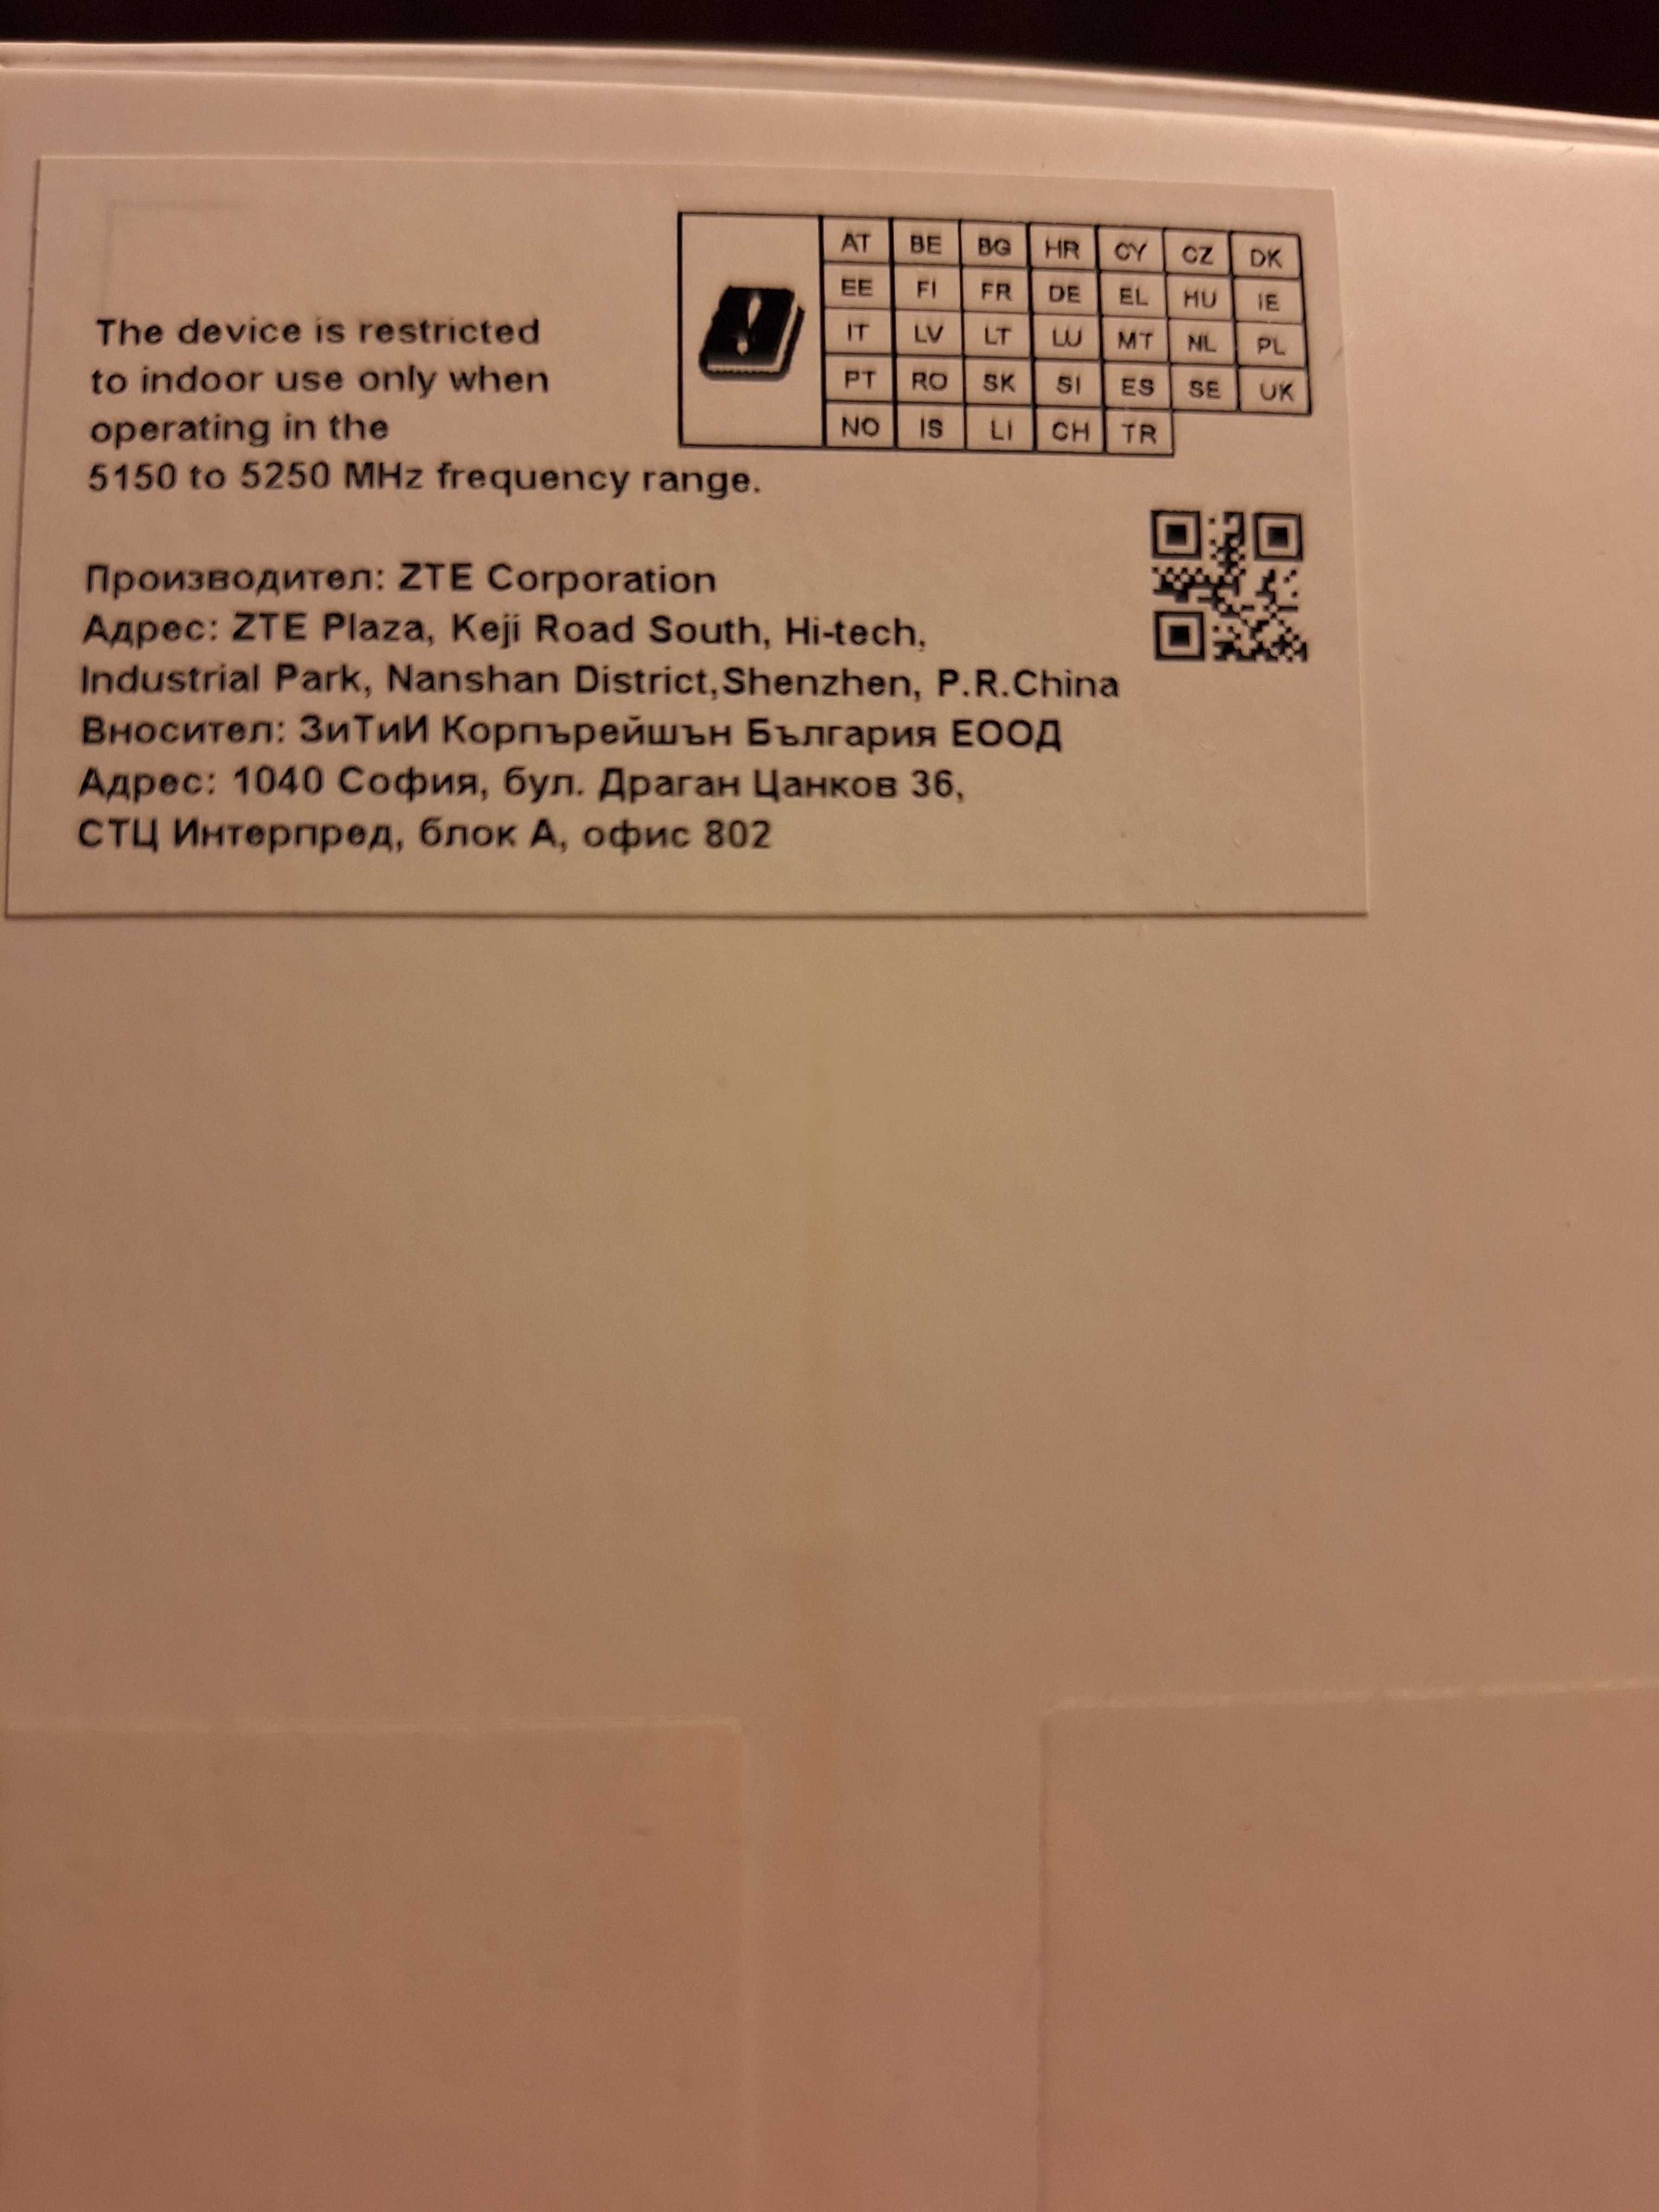 AT BE BG HR CY CZ DK
EE FI FR DE EL HU IE
IT LV LT LU MT NL PL
PT RO SK SI ES SE UK
NO IS LI CH TR
The device is restricted
to indoor use only when
operating in the
5150 to 5250 MHz frequency range.
Производител: ZTE Corporation
Адрес: ZTE Plaza, Keji Road South, Hi-tech,
Industrial Park, Nanshan District,Shenzhen, P.R.China
Вносител: ЗиТиИ Корпърейшън България ЕООД
Адрес: 1040 София, бул. Драган Цанков 36,
СТЦ Интерпред, блок А, офис 802